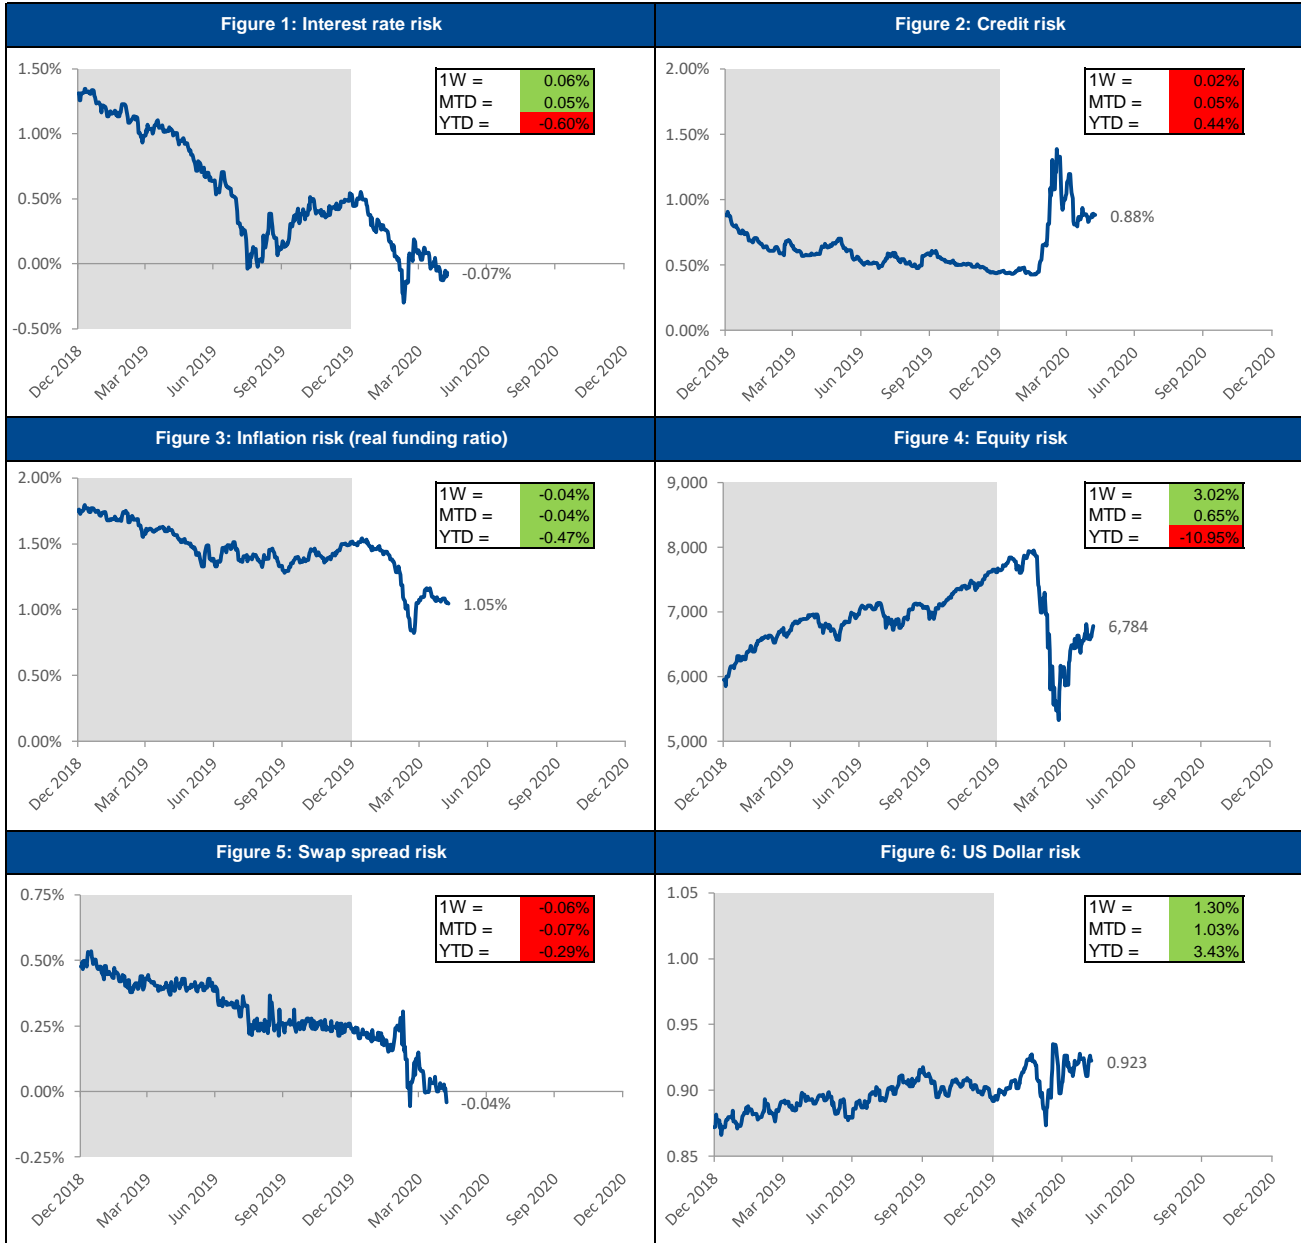 Figure 1: Interest rate risk
1.50%
1.00%
0.50%
0.00%
-0.50%
1W = 0.06%
MTD = 0.05%
YTD = -0.60%
-0.07%
Dec 2018 Mar 2019 Jun 2019 Sep 2019 Dec 2019 Mar 2020 Jun 2020 Sep 2020 Dec 2020
Figure 2: Credit risk
2.00%
1.50%
1.00%
0.50%
0.00%
1W = 0.02%
MTD = 0.05%
YTD = 0.44%
0.88%
Dec 2018 Mar 2019 Jun 2019 Sep 2019 Dec 2019 Mar 2020 Jun 2020 Sep 2020 Dec 2020
Figure 3: Inflation risk (real funding ratio)
2.00%
1.50%
1.00%
0.50%
0.00%
1W = -0.04%
MTD = -0.04%
YTD = -0.47%
1.05%
Dec 2018 Mar 2019 Jun 2019 Sep 2019 Dec 2019 Mar 2020 Jun 2020 Sep 2020 Dec 2020
Figure 4: Equity risk
9,000
8,000
7,000
6,000
5,000
1W = 3.02%
MTD = 0.65%
YTD = -10.95%
6,784
Dec 2018 Mar 2019 Jun 2019 Sep 2019 Dec 2019 Mar 2020 Jun 2020 Sep 2020 Dec 2020
Figure 5: Swap spread risk
0.75%
0.50%
0.25%
0.00%
-0.25%
1W = -0.06%
MTD = -0.07%
YTD = -0.29%
-0.04%
Dec 2018 Mar 2019 Jun 2019 Sep 2019 Dec 2019 Mar 2020 Jun 2020 Sep 2020 Dec 2020
Figure 6: US Dollar risk
1.05
1.00
0.95
0.90
0.85
1W = 1.30%
MTD = 1.03%
YTD = 3.43%
0.923
Dec 2018 Mar 2019 Jun 2019 Sep 2019 Dec 2019 Mar 2020 Jun 2020 Sep 2020 Dec 2020